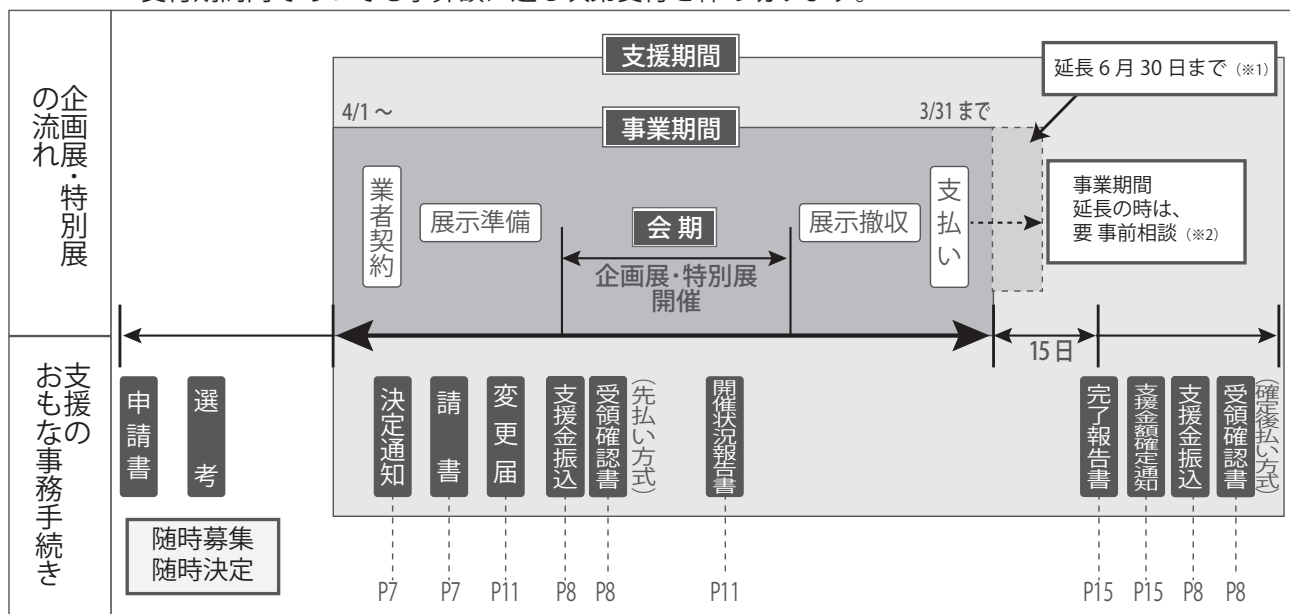 企画展・特別展
の流れ
支援期間
延長 6 月 30 日まで (※1)
4/1 ～
事業期間
3/31 まで
業者契約
展示準備
会 期
企画展・特別展
開催
展示撤収
支払い
事業期間
延長の時は、
要 事前相談 (※2)
15 日
支援の
おもな事務手続き
申請書
選 考
随時募集
随時決定
決定通知
請 書
変更届
支援金振込
受領確認書
(先払い方式)
開催状況報告書
完了報告書
支援金額確定通知
支援金振込
受領確認書
(確定後払い方式)
P7
P7
P11
P8
P8
P11
P15
P15
P8
P8